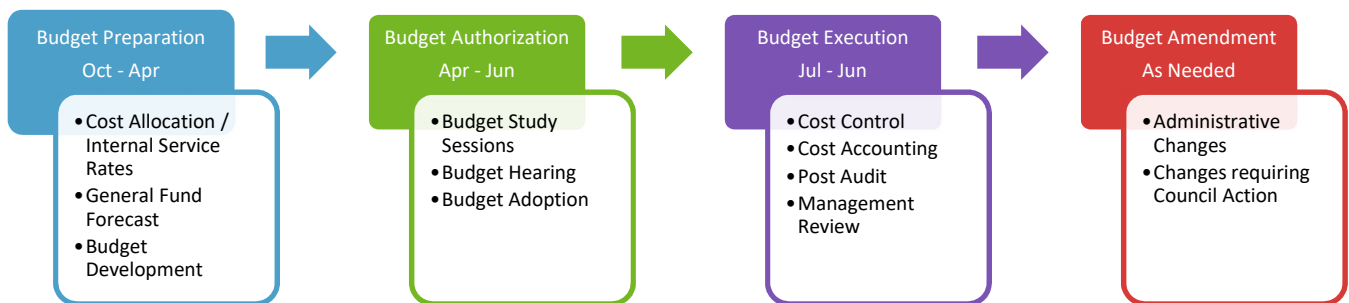 Budget Preparation
Oct - Apr
•Cost Allocation /
Internal Service
Rates
•General Fund
Forecast
•Budget
Development
Budget Authorization
Apr - Jun
•Budget Study
Sessions
•Budget Hearing
•Budget Adoption
Budget Execution
Jul - Jun
•Cost Control
•Cost Accounting
•Post Audit
•Management
Review
Budget Amendment
As Needed
•Administrative
Changes
•Changes requiring
Council Action